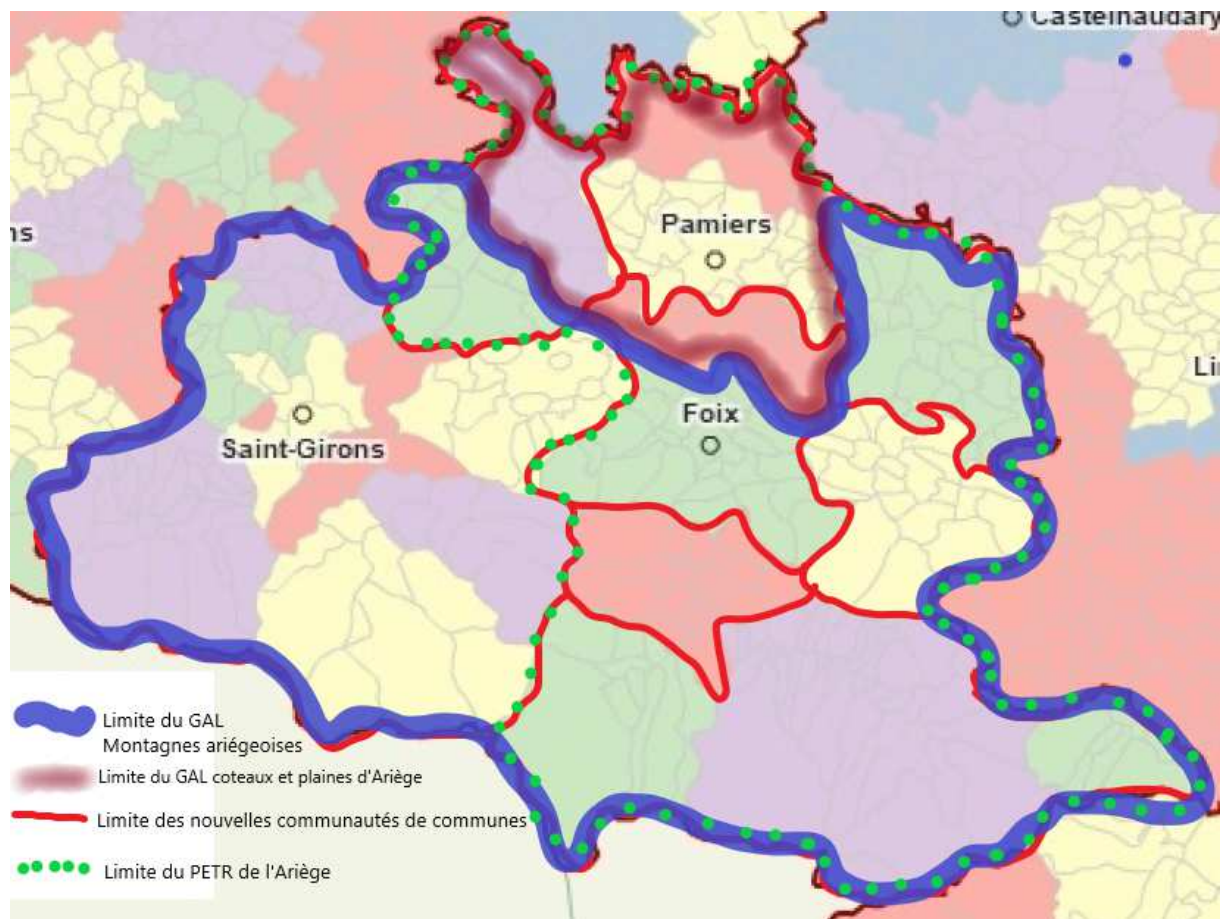 Castelnaudary
ns
Pamiers
Lin
Foix
Saint-Girons
Limite du GAL
Montagnes ariégeoises
Limite du GAL coteaux et plaines d'Ariège
Limite des nouvelles communautés de communes
Limite du PETR de l'Ariège